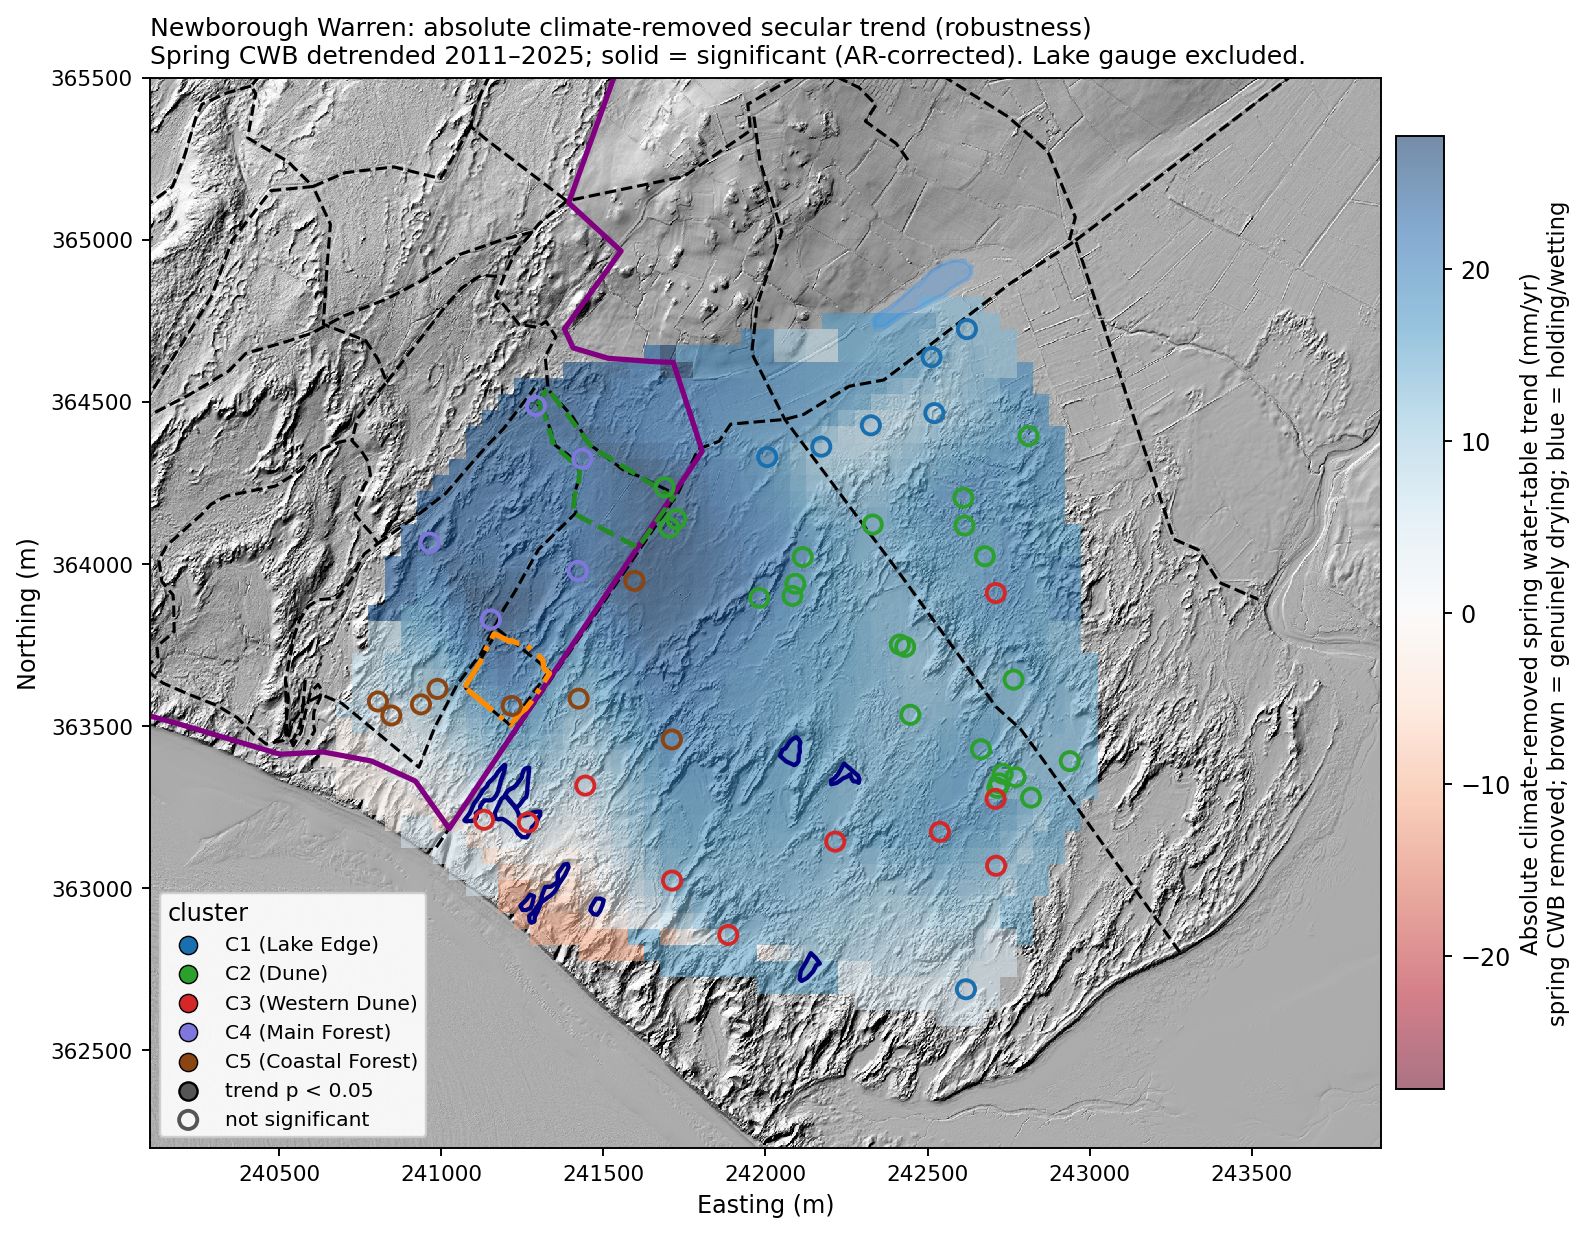 Newborough Warren: absolute climate-removed secular trend (robustness)
Spring CWB detrended 2011–2025; solid = significant (AR-corrected). Lake gauge excluded.
365500
365000
364500
364000
363500
363000
362500
Northing (m)
240500
241000
241500
242000
242500
243000
243500
Easting (m)
cluster
C1 (Lake Edge)
C2 (Dune)
C3 (Western Dune)
C4 (Main Forest)
C5 (Coastal Forest)
trend p < 0.05
not significant
20
10
0
−10
−20
Absolute climate-removed spring water-table trend (mm/yr)
spring CWB removed; brown = genuinely drying; blue = holding/wetting